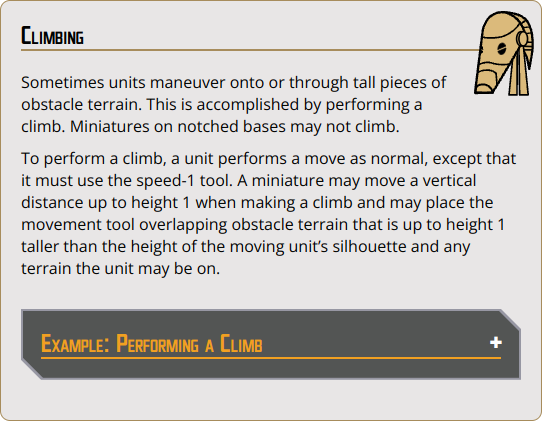 Climbing
Sometimes units maneuver onto or through tall pieces of
obstacle terrain. This is accomplished by performing a
climb. Miniatures on notched bases may not climb.
To perform a climb, a unit performs a move as normal, except that
it must use the speed-1 tool. A miniature may move a vertical
distance up to height 1 when making a climb and may place the
movement tool overlapping obstacle terrain that is up to height 1
taller than the height of the moving unit’s silhouette and any
terrain the unit may be on.
Example: Performing a Climb +